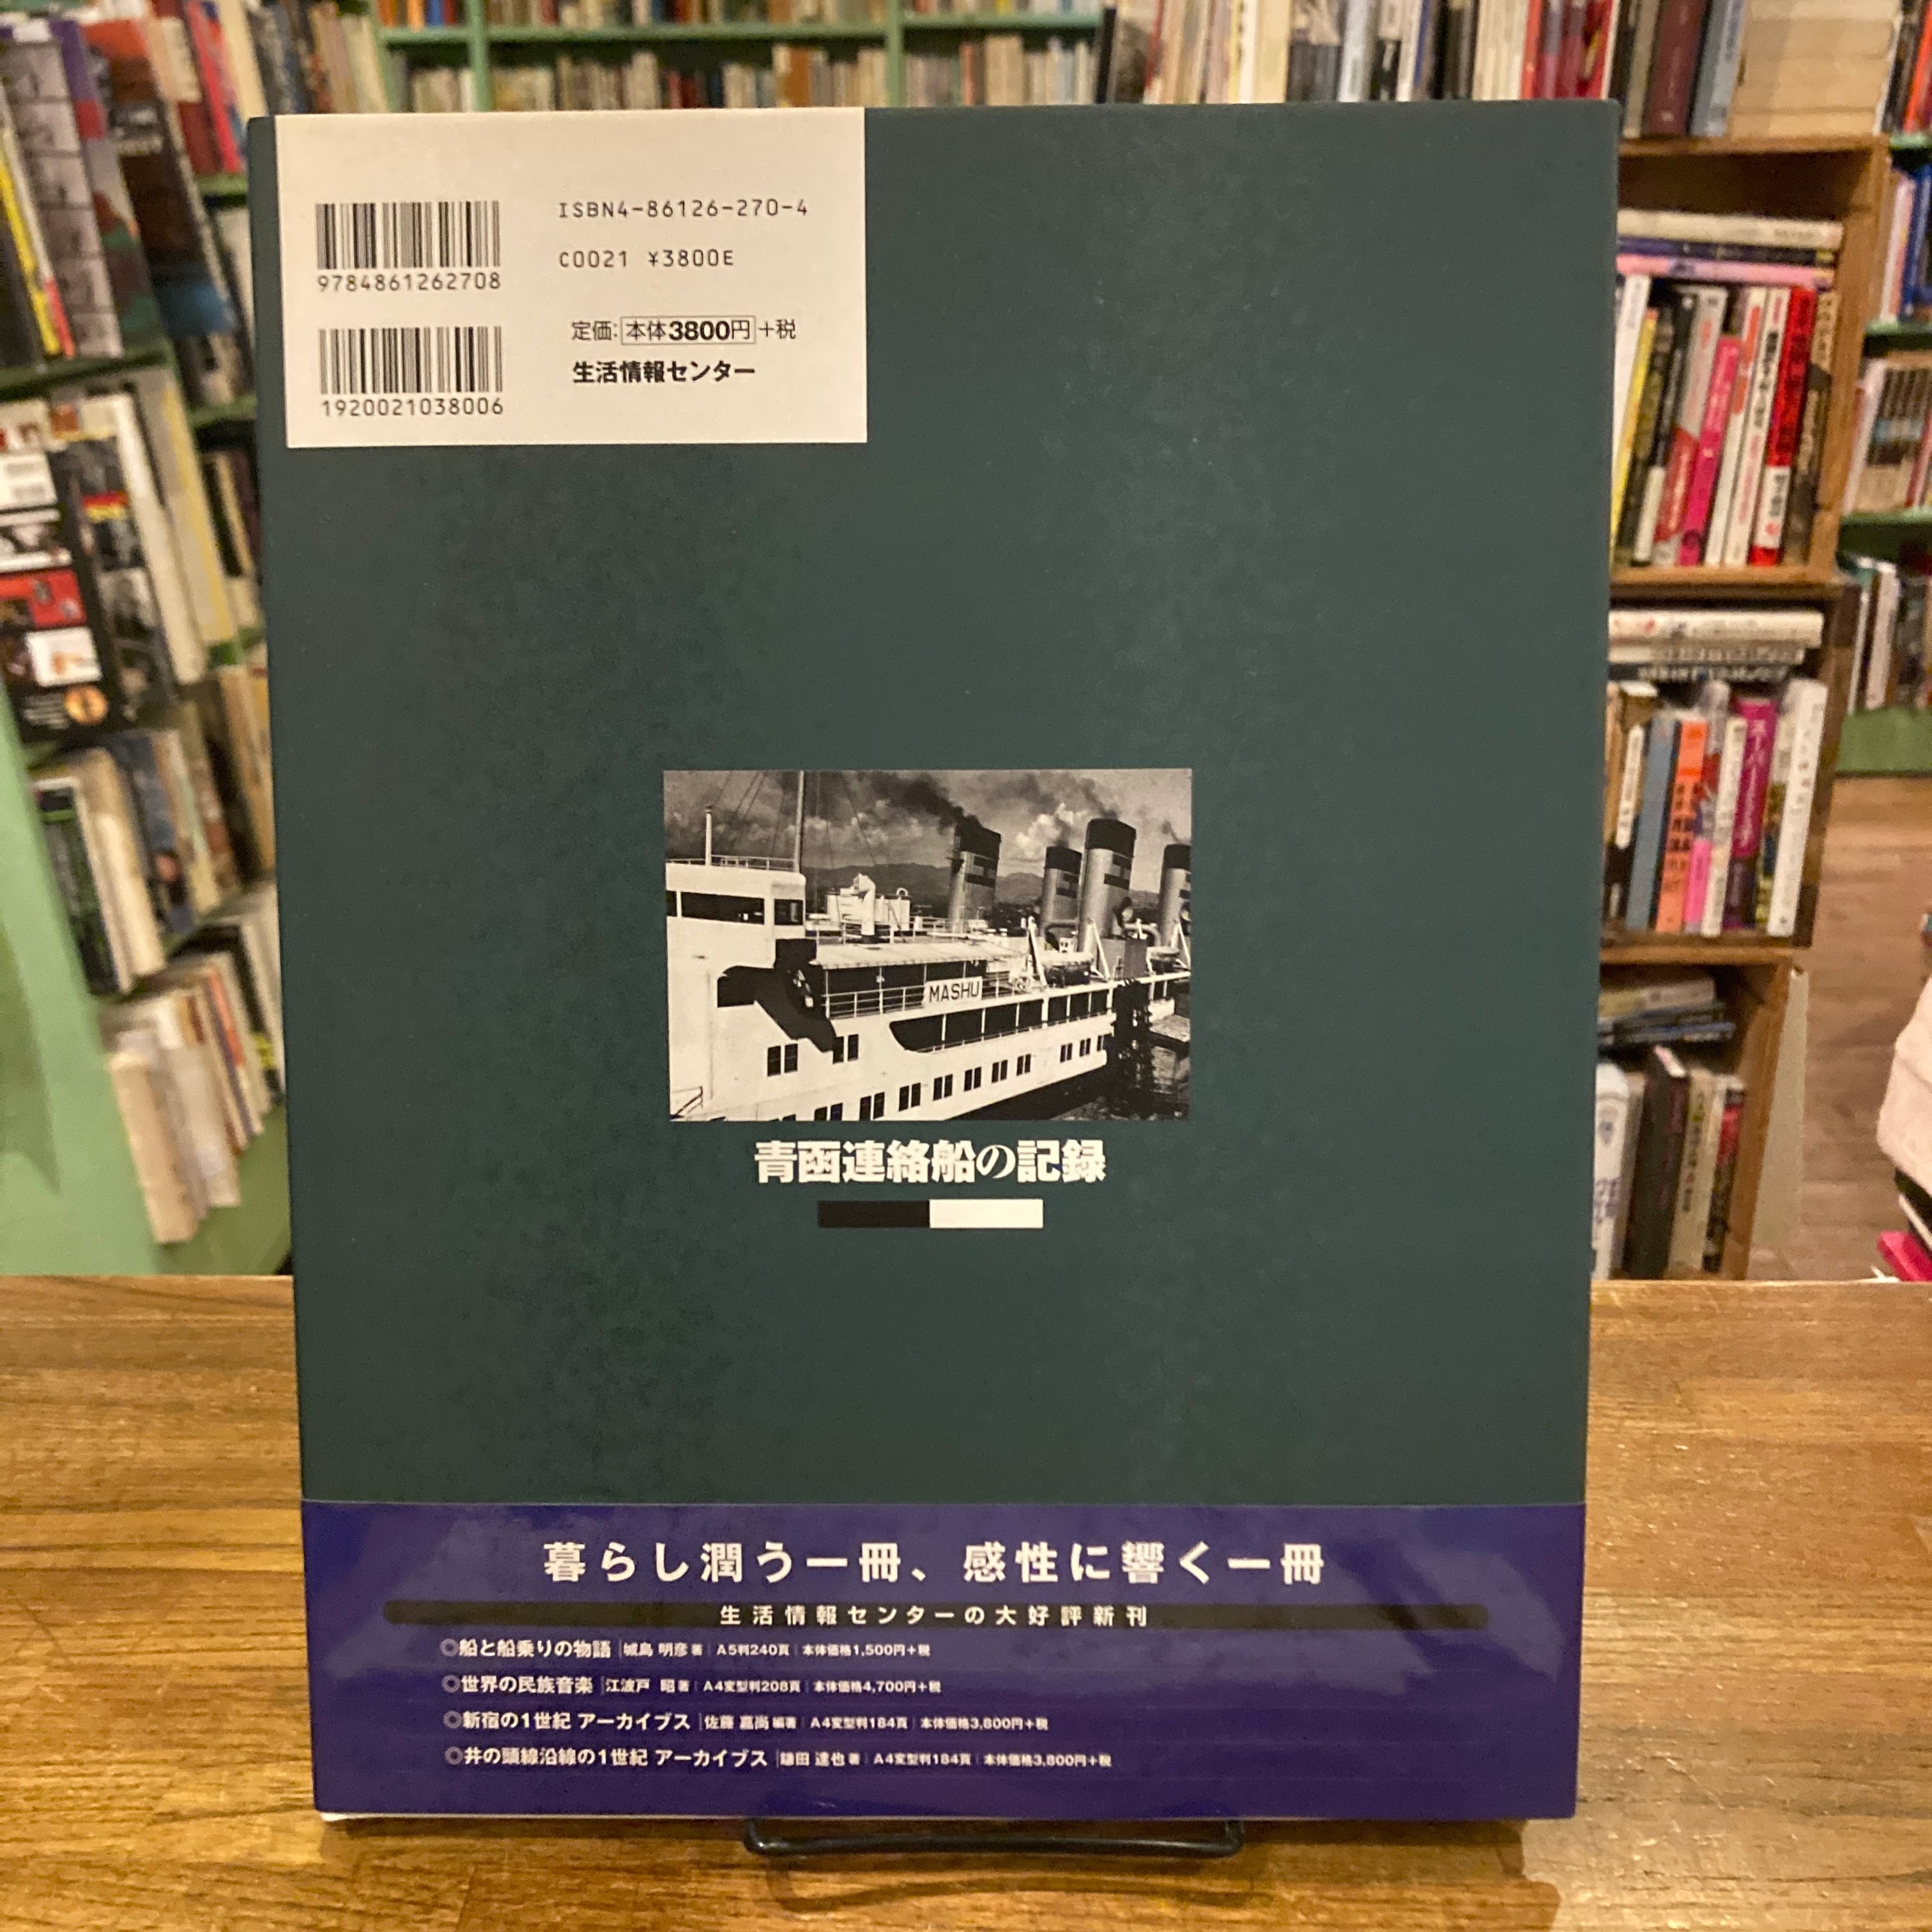 ISBN4-86126-270-4
C0021 ¥3800E
9784861262708
定価:本体3800円+税
生活情報センター
1920021038006
MASHU
青函連絡船の記録
暮らし潤う一冊、感性に響く一冊
生活情報センターの大好評新刊
◎船と船乗りの物語 城島 明彦 著 A5判240頁 本体価格1,500円+税
◎世界の民族音楽 江波戸 昭 著 A4変型判208頁 本体価格4,700円+税
◎新宿の1世紀 アーカイブス 佐藤 嘉尚 編著 A4変型判184頁 本体価格3,800円+税
◎井の頭線沿線の1世紀 アーカイブス 鎌田 達也 著 A4変型判184頁 本体価格3,800円+税